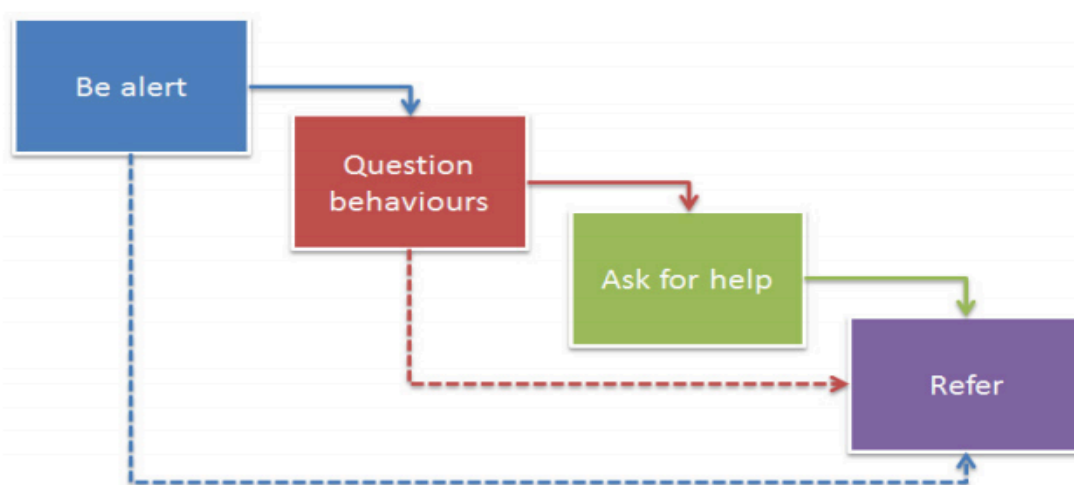 Be alert
Question
behaviours
Ask for help
Refer